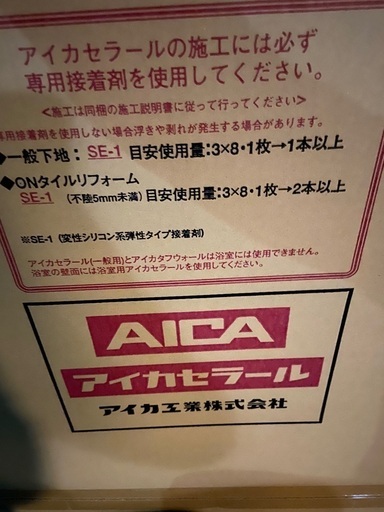 アイカセラールの施工には必ず
専用接着剤を使用してください。
<施工は同梱の施工説明書に従って行ってください>
専用接着剤を使用しない場合浮きや剥れが発生する場合があります。
◆一般下地：SE-1 目安使用量:3×8・1枚→1本以上
◆ONタイルリフォーム
SE-1 (不陸5mm未満) 目安使用量:3×8・1枚→2本以上
※SE-1（変性シリコン系弾性タイプ接着剤）
アイカセラール(一般用)とアイカタフウォールは浴室には使用できません。
浴室の壁面には浴室用アイカセラールを使用してください。
AICA
アイカセラール
アイカ工業株式会社